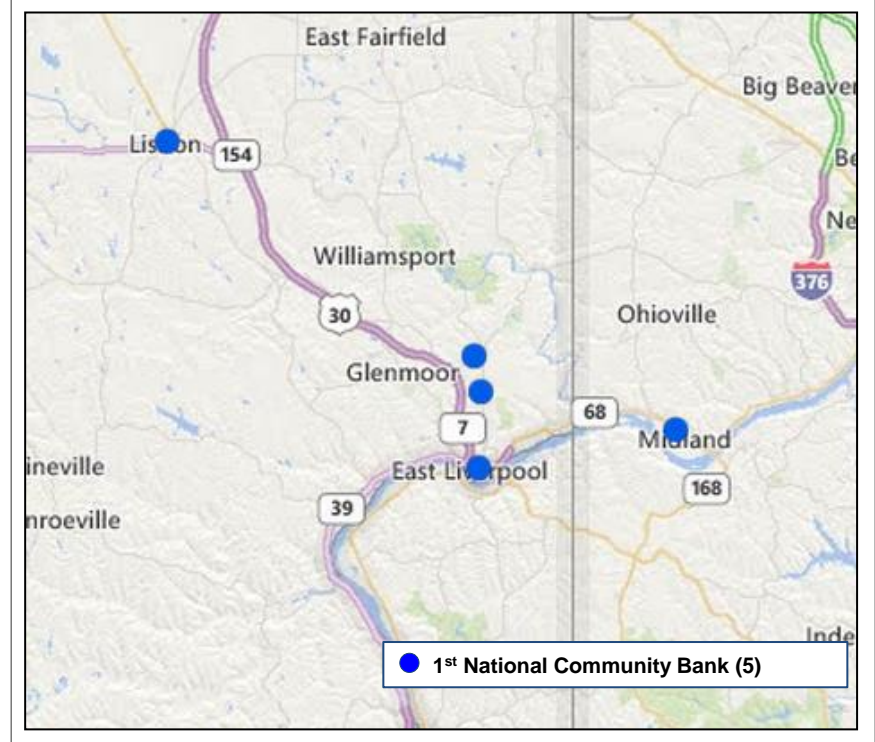 East Fairfield
Big Beaver
Lisbon
154
Be
Ne
Williamsport
376
30
Ohioville
Glenmoor
68
7
Midland
ineville
East Liverpool
168
39
nroeville
Inde
1st National Community Bank (5)